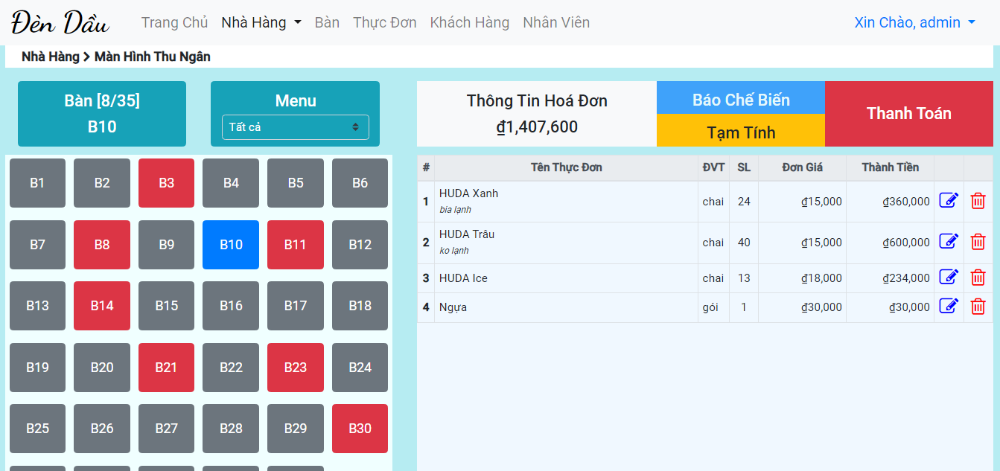 Đèn Dầu
Trang Chủ Nhà Hàng Bàn Thực Đơn Khách Hàng Nhân Viên Xin Chào, admin
Nhà Hàng > Màn Hình Thu Ngân
Bàn [8/35]
B10
Menu
Tất cả
Thông Tin Hoá Đơn
₫1,407,600
Báo Chế Biến
Tạm Tính
Thanh Toán
B1 B2 B3 B4 B5 B6
B7 B8 B9 B10 B11 B12
B13 B14 B15 B16 B17 B18
B19 B20 B21 B22 B23 B24
B25 B26 B27 B28 B29 B30
# Tên Thực Đơn ĐVT SL Đơn Giá Thành Tiền
1 HUDA Xanh chai 24 ₫15,000 ₫360,000
bia lạnh
2 HUDA Trâu chai 40 ₫15,000 ₫600,000
ko lạnh
3 HUDA Ice chai 13 ₫18,000 ₫234,000
4 Ngựa gói 1 ₫30,000 ₫30,000